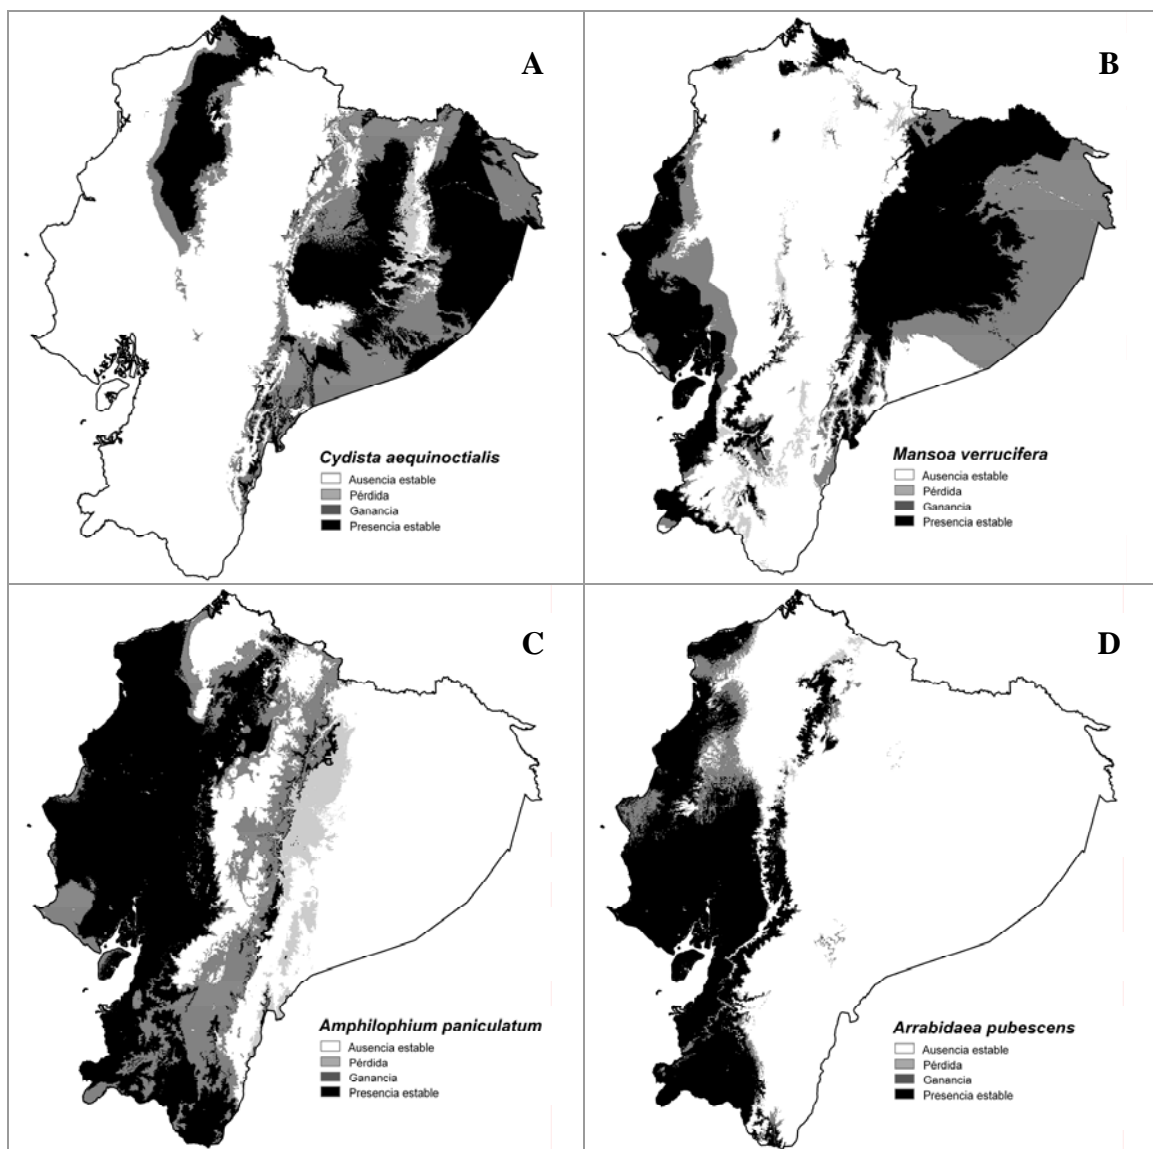 A
Cydista aequinoctialis
Ausencia estable
Pérdida
Ganancia
Presencia estable
B
Mansoa verrucifera
Ausencia estable
Pérdida
Ganancia
Presencia estable
C
Amphilophium paniculatum
Ausencia estable
Pérdida
Ganancia
Presencia estable
D
Arrabidaea pubescens
Ausencia estable
Pérdida
Ganancia
Presencia estable